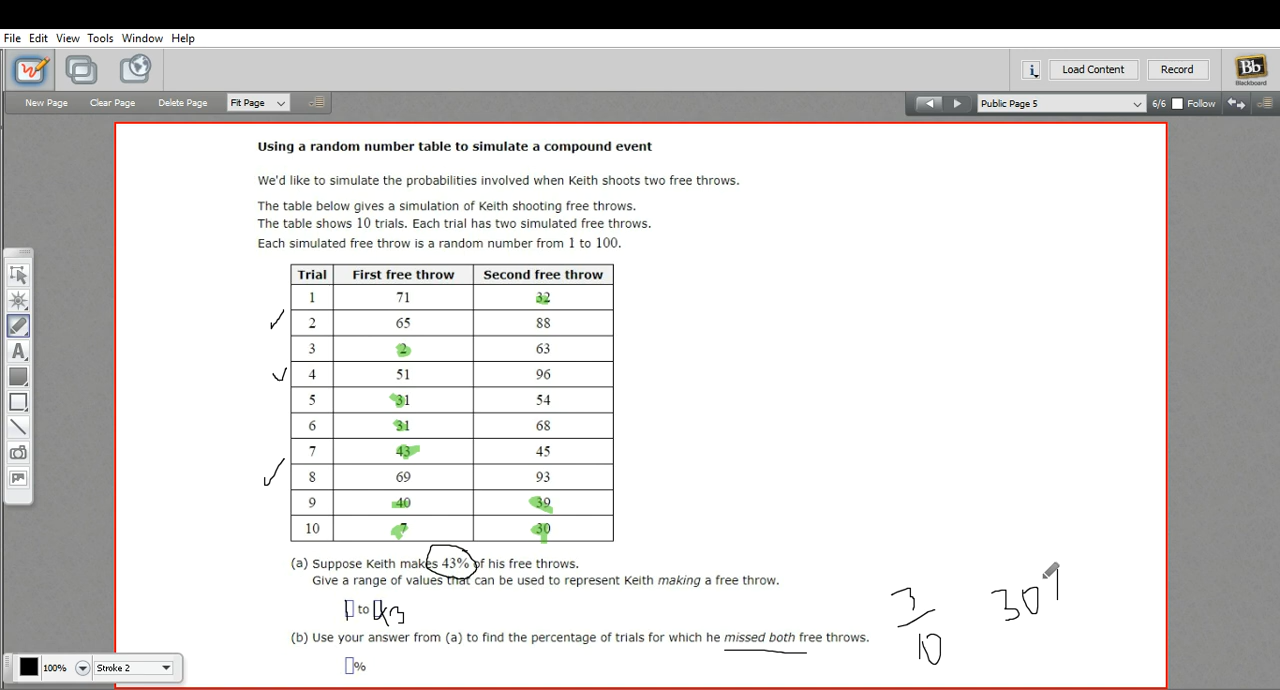 File Edit View Tools Window Help
i Load Content Record Bb Blackboard
New Page Clear Page Delete Page Fit Page Public Page 5 6/6 Follow
Using a random number table to simulate a compound event
We'd like to simulate the probabilities involved when Keith shoots two free throws.
The table below gives a simulation of Keith shooting free throws.
The table shows 10 trials. Each trial has two simulated free throws.
Each simulated free throw is a random number from 1 to 100.
Trial First free throw Second free throw
1 71 32
2 65 88
3 2 63
4 51 96
5 31 54
6 31 68
7 43 45
8 69 93
9 40 39
10 7 30
(a) Suppose Keith makes 43% of his free throws.
Give a range of values that can be used to represent Keith making a free throw.
1 to 43
(b) Use your answer from (a) to find the percentage of trials for which he missed both free throws.
%
3
10
30
A
100% Stroke 2